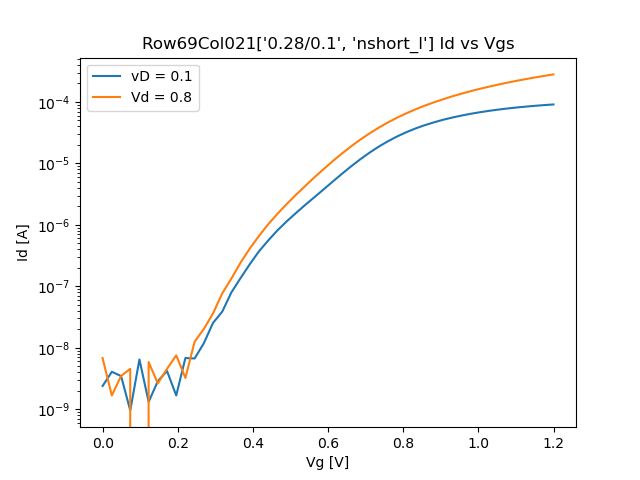 Row69Col021['0.28/0.1', 'nshort_l'] Id vs Vgs
vD = 0.1
Vd = 0.8
10⁻⁴
10⁻⁵
10⁻⁶
10⁻⁷
10⁻⁸
10⁻⁹
Id [A]
0.0 0.2 0.4 0.6 0.8 1.0 1.2
Vg [V]